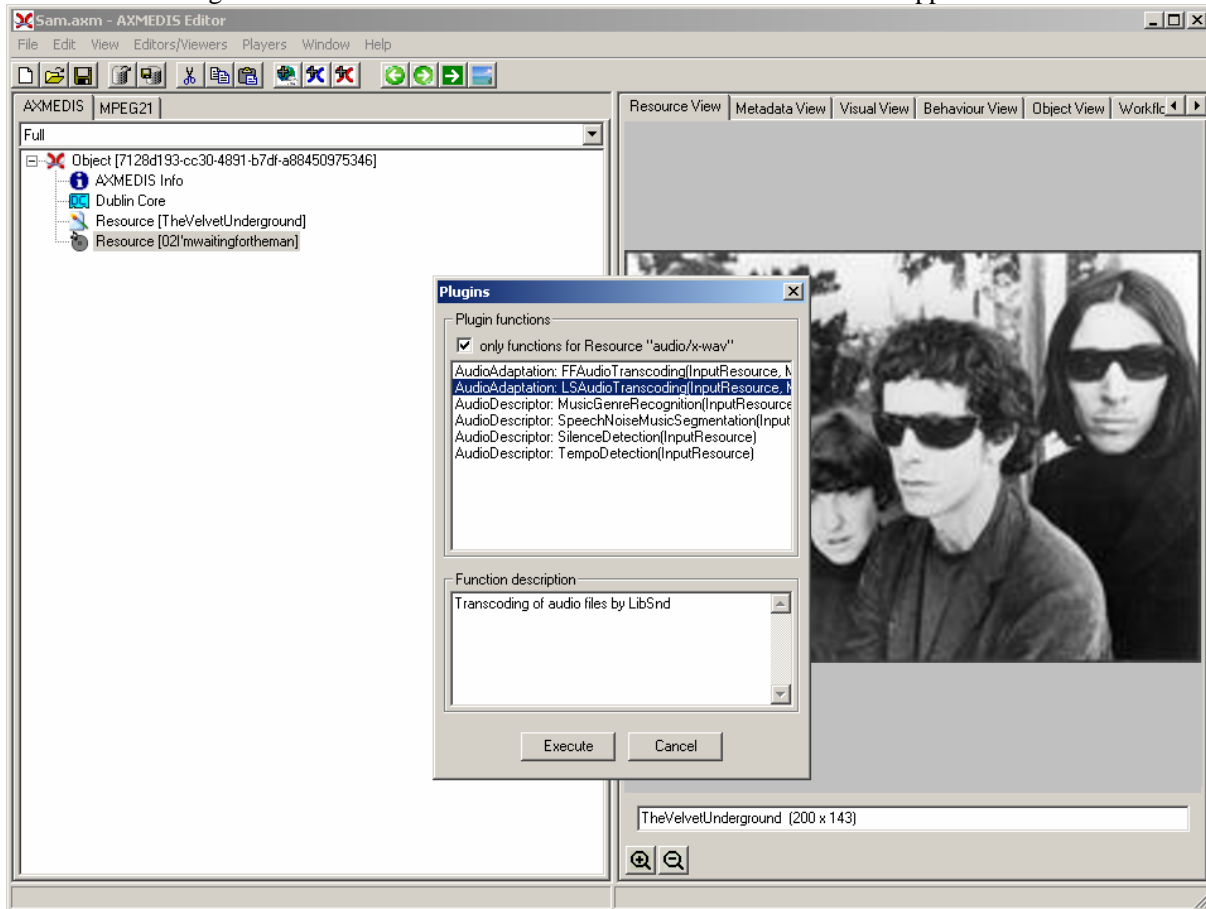 Sam.axm - AXMEDIS Editor
File Edit View Editors/Viewers Players Window Help
AXMEDIS MPEG21
Full
Object [7128d193-cc30-4891-b7df-a88450975346]
AXMEDIS Info
DC Dublin Core
Resource [TheVelvetUnderground]
Resource [02I'mwaitingfortheman]
Resource View Metadata View Visual View Behaviour View Object View Workflc
Plugins
Plugin functions
only functions for Resource "audio/x-wav"
AudioAdaptation: FFAudioTranscoding(InputResource, M
AudioAdaptation: LSAudioTranscoding(InputResource, M
AudioDescriptor: MusicGenreRecognition(InputResource
AudioDescriptor: SpeechNoiseMusicSegmentation(Input
AudioDescriptor: SilenceDetection(InputResource)
AudioDescriptor: TempoDetection(InputResource)
Function description
Transcoding of audio files by LibSnd
Execute Cancel
TheVelvetUnderground (200 x 143)